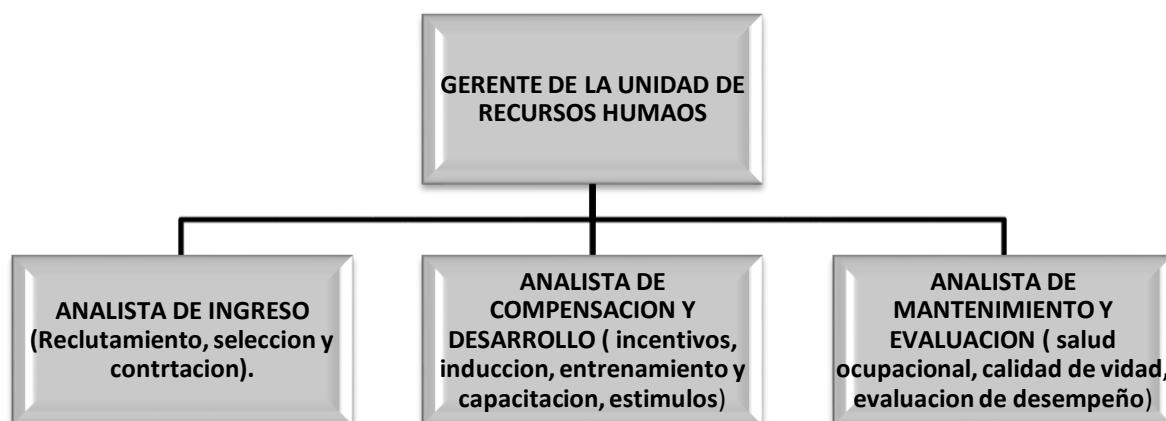 GERENTE DE LA UNIDAD DE
RECURSOS HUMAOS
ANALISTA DE INGRESO
(Reclutamiento, seleccion y
contrtacion).
ANALISTA DE
COMPENSACION Y
DESARROLLO ( incentivos,
induccion, entrenamiento y
capacitacion, estimulos)
ANALISTA DE
MANTENIMIENTO Y
EVALUACION ( salud
ocupacional, calidad de vidad,
evaluacion de desempeño)